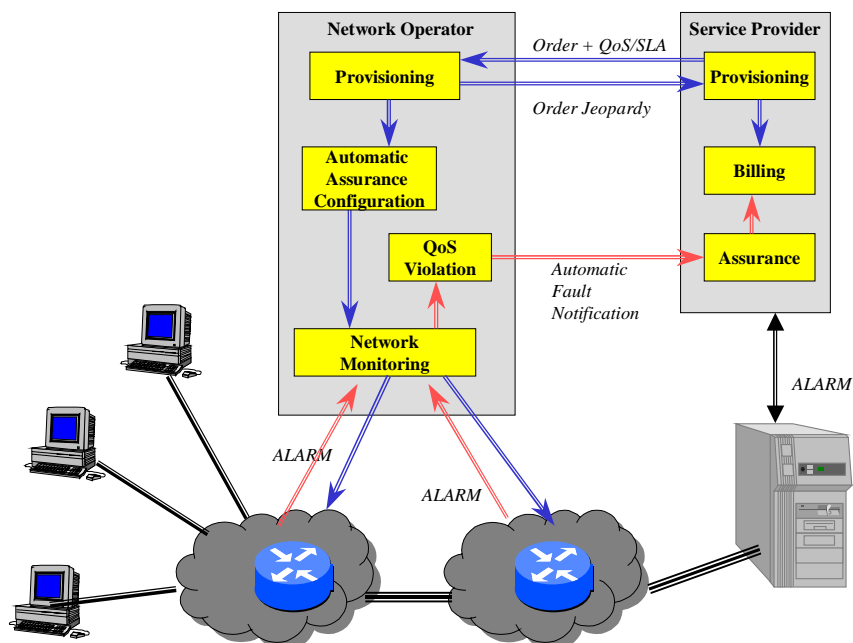 Network Operator
Service Provider
Order + QoS/SLA
Provisioning
Provisioning
Order Jeopardy
Automatic
Assurance
Configuration
Billing
QoS
Violation
Assurance
Automatic
Fault
Notification
Network
Monitoring
ALARM
ALARM
ALARM